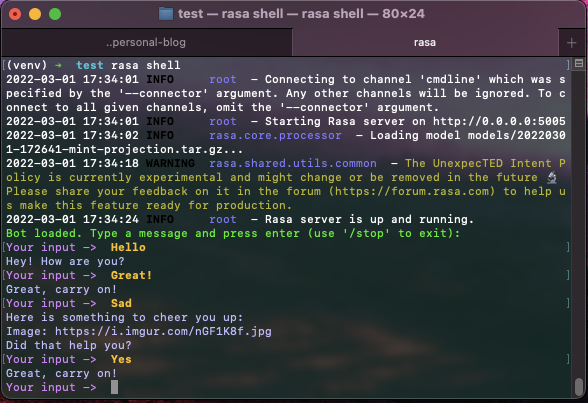 test — rasa shell — rasa shell — 80×24
..personal-blog
rasa
+
[(venv) ➜  test rasa shell ]
2022-03-01 17:34:01 INFO     root  - Connecting to channel 'cmdline' which was s
pecified by the '--connector' argument. Any other channels will be ignored. To c
onnect to all given channels, omit the '--connector' argument.
2022-03-01 17:34:01 INFO     root  - Starting Rasa server on http://0.0.0.0:5005
2022-03-01 17:34:02 INFO     rasa.core.processor  - Loading model models/2022030
1-172641-mint-projection.tar.gz...
2022-03-01 17:34:18 WARNING  rasa.shared.utils.common  - The UnexpecTED Intent P
olicy is currently experimental and might change or be removed in the future 🔬
Please share your feedback on it in the forum (https://forum.rasa.com) to help u
s make this feature ready for production.
2022-03-01 17:34:24 INFO     root  - Rasa server is up and running.
Bot loaded. Type a message and press enter (use '/stop' to exit):
[Your input ->  Hello ]
Hey! How are you?
[Your input ->  Great! ]
Great, carry on!
[Your input ->  Sad ]
Here is something to cheer you up:
Image: https://i.imgur.com/nGF1K8f.jpg
Did that help you?
[Your input ->  Yes ]
Great, carry on!
Your input ->